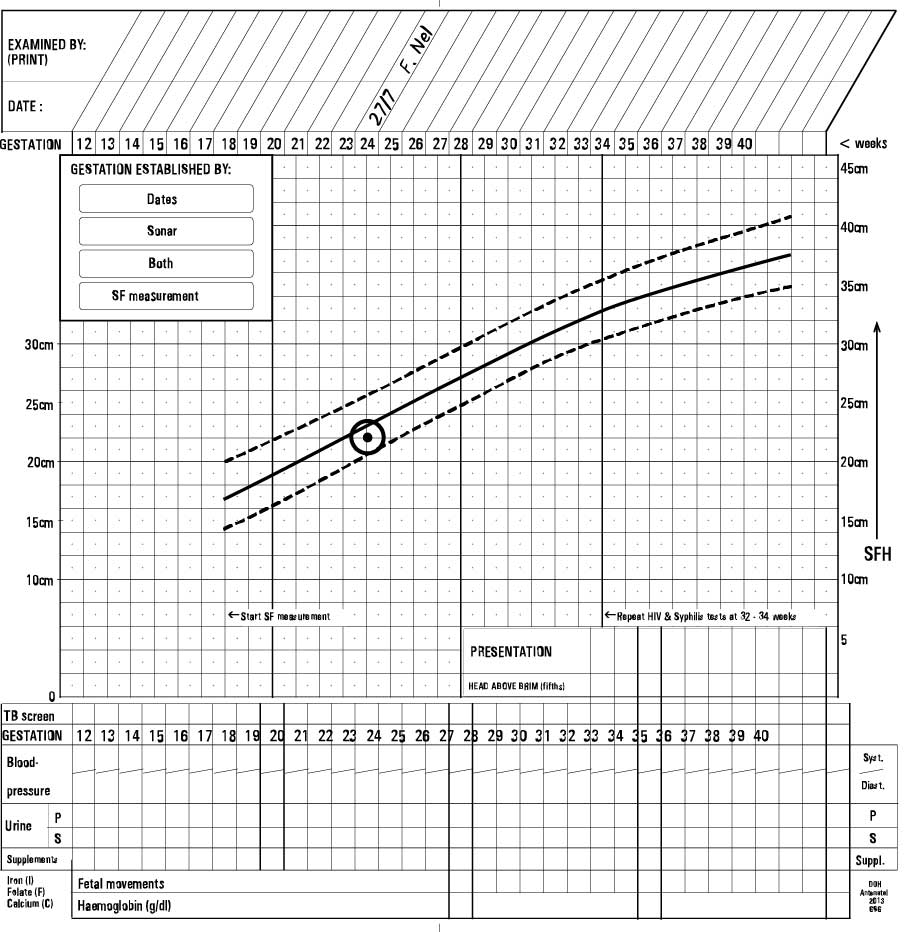 EXAMINED BY:
(PRINT)
F. Nel
DATE :
27/7
GESTATION 12 13 14 15 16 17 18 19 20 21 22 23 24 25 26 27 28 29 30 31 32 33 34 35 36 37 38 39 40 < weeks
GESTATION ESTABLISHED BY:
Dates
Sonar
Both
SF measurement
45cm
40cm
35cm
30cm 30cm
25cm 25cm
20cm 20cm
15cm 15cm
SFH
10cm 10cm
←Start SF measurement ←Repeat HIV & Syphilis tests at 32 - 34 weeks
5
PRESENTATION
HEAD ABOVE BRIM (fifths)
0
TB screen
GESTATION 12 13 14 15 16 17 18 19 20 21 22 23 24 25 26 27 28 29 30 31 32 33 34 35 36 37 38 39 40
Blood-
pressure
Syst.
Diast.
Urine P P
S S
Supplements Suppl.
Iron (I)
Folate (F)
Calcium (C)
Fetal movements
Haemoglobin (g/dl)
DOH
Antenatal
2013